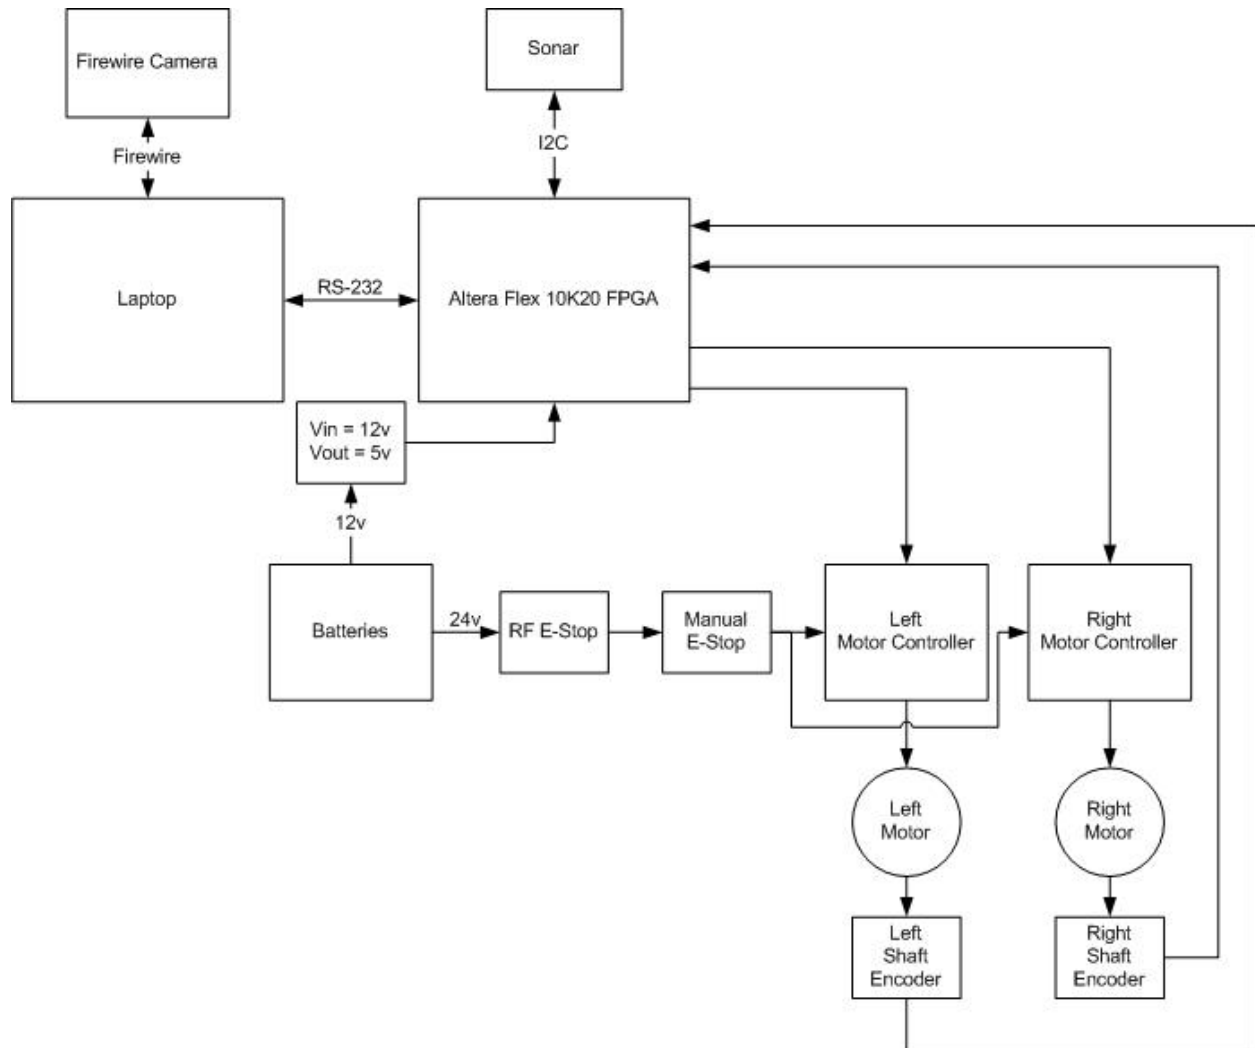 Firewire Camera
Sonar
Firewire
I2C
Laptop
RS-232
Altera Flex 10K20 FPGA
Vin = 12v
Vout = 5v
12v
Batteries
24v
RF E-Stop
Manual
E-Stop
Left
Motor Controller
Right
Motor Controller
Left
Motor
Right
Motor
Left
Shaft
Encoder
Right
Shaft
Encoder